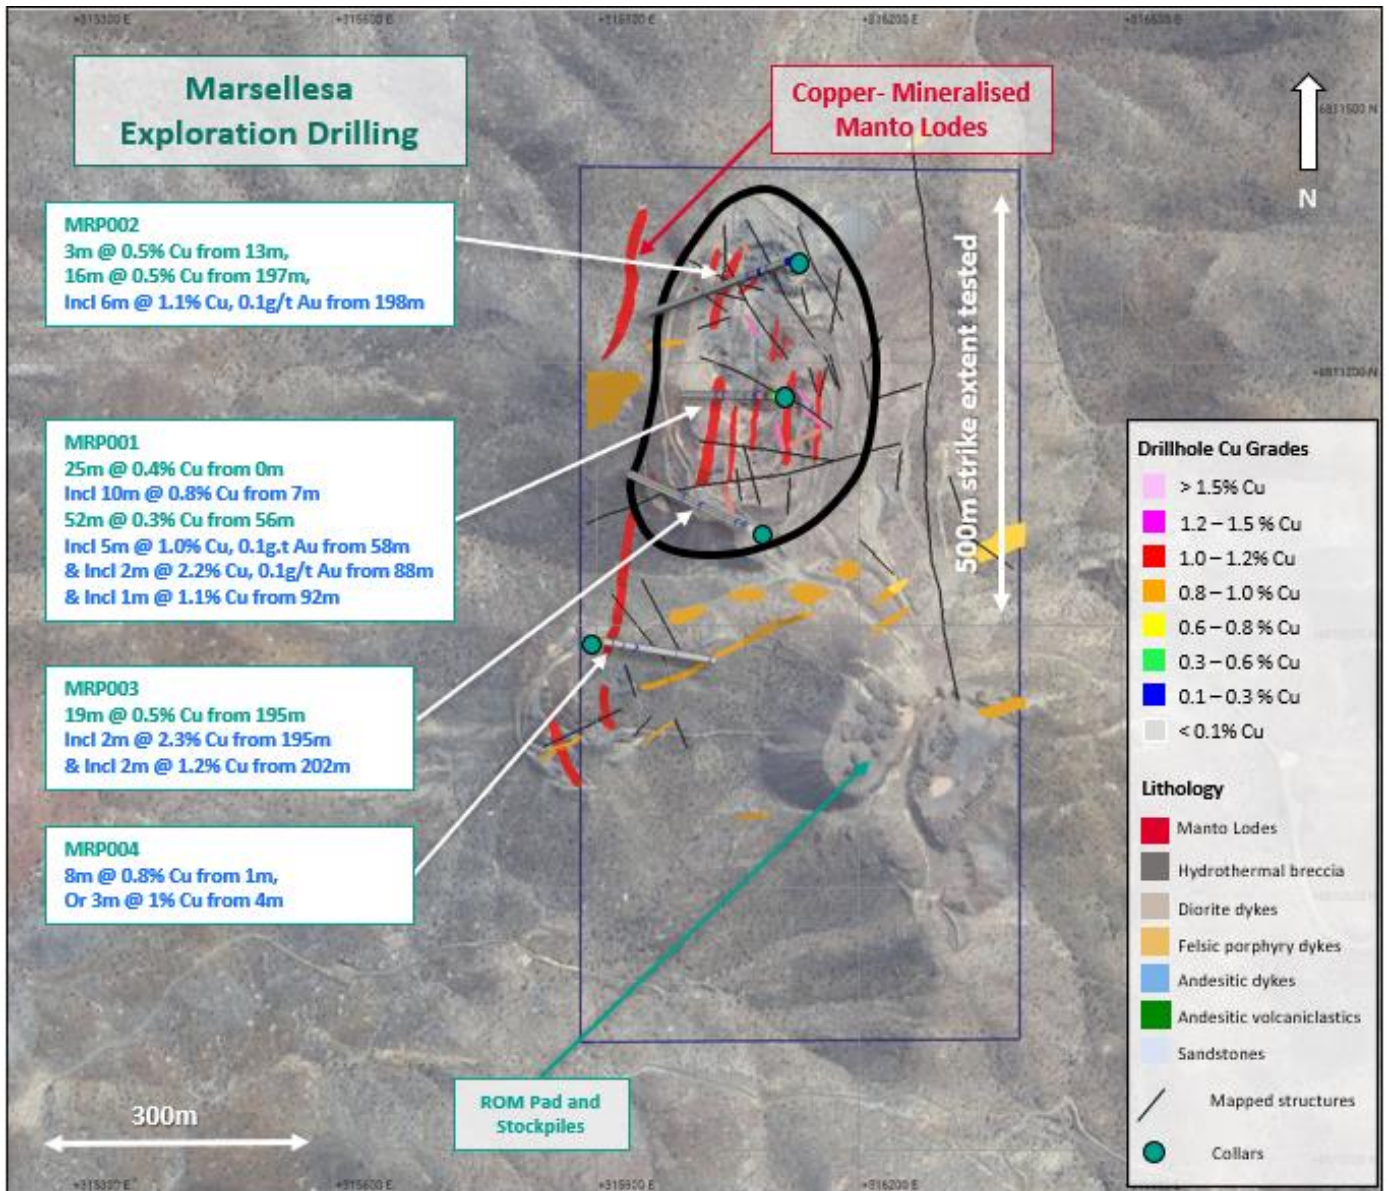 +315300 E
+315600 E
+315900 E
+316200 E
Marsellesa
Exploration Drilling
Copper- Mineralised
Manto Lodes
N
MRP002
3m @ 0.5% Cu from 13m,
16m @ 0.5% Cu from 197m,
Incl 6m @ 1.1% Cu, 0.1g/t Au from 198m
MRP001
25m @ 0.4% Cu from 0m
Incl 10m @ 0.8% Cu from 7m
52m @ 0.3% Cu from 56m
Incl 5m @ 1.0% Cu, 0.1g.t Au from 58m
& Incl 2m @ 2.2% Cu, 0.1g/t Au from 88m
& Incl 1m @ 1.1% Cu from 92m
MRP003
19m @ 0.5% Cu from 195m
Incl 2m @ 2.3% Cu from 195m
& Incl 2m @ 1.2% Cu from 202m
MRP004
8m @ 0.8% Cu from 1m,
Or 3m @ 1% Cu from 4m
500m strike extent tested
Drillhole Cu Grades
> 1.5% Cu
1.2 – 1.5 % Cu
1.0 – 1.2% Cu
0.8 – 1.0 % Cu
0.6 – 0.8 % Cu
0.3 – 0.6 % Cu
0.1 – 0.3 % Cu
< 0.1% Cu
Lithology
Manto Lodes
Hydrothermal breccia
Diorite dykes
Felsic porphyry dykes
Andesitic dykes
Andesitic volcaniclastics
Sandstones
Mapped structures
Collars
ROM Pad and
Stockpiles
300m
+315300 E
+315600 E
+315900 E
+316200 E